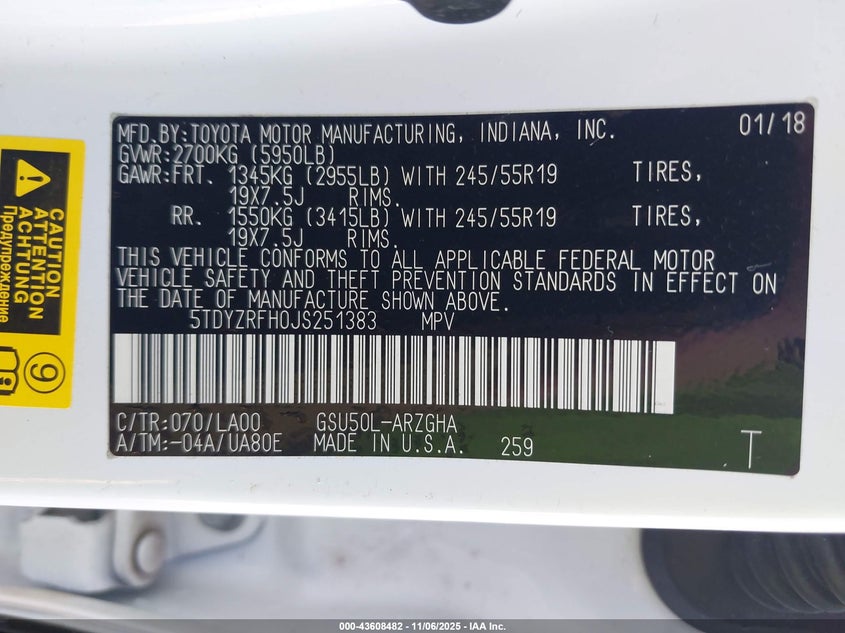 MFD.BY:TOYOTA MOTOR MANUFACTURING, INDIANA, INC. 01/18
GVWR:2700KG (5950LB)
GAWR:FRT. 1345KG (2955LB) WITH 245/55R19 TIRES,
19X7.5J RIMS.
RR. 1550KG (3415LB) WITH 245/55R19 TIRES,
19X7.5J RIMS.
THIS VEHICLE CONFORMS TO ALL APPLICABLE FEDERAL MOTOR
VEHICLE SAFETY AND THEFT PREVENTION STANDARDS IN EFFECT ON
THE DATE OF MANUFACTURE SHOWN ABOVE.
5TDYZRFH0JS251383 MPV
C/TR:070/LA00 GSU50L-ARZGHA
A/TM:-04A/UA80E MADE IN U.S.A. 259 T
CAUTION
ATTENTION
ACHTUNG
Предупреждение
9
000-43608482 - 11/06/2025 - IAA Inc.